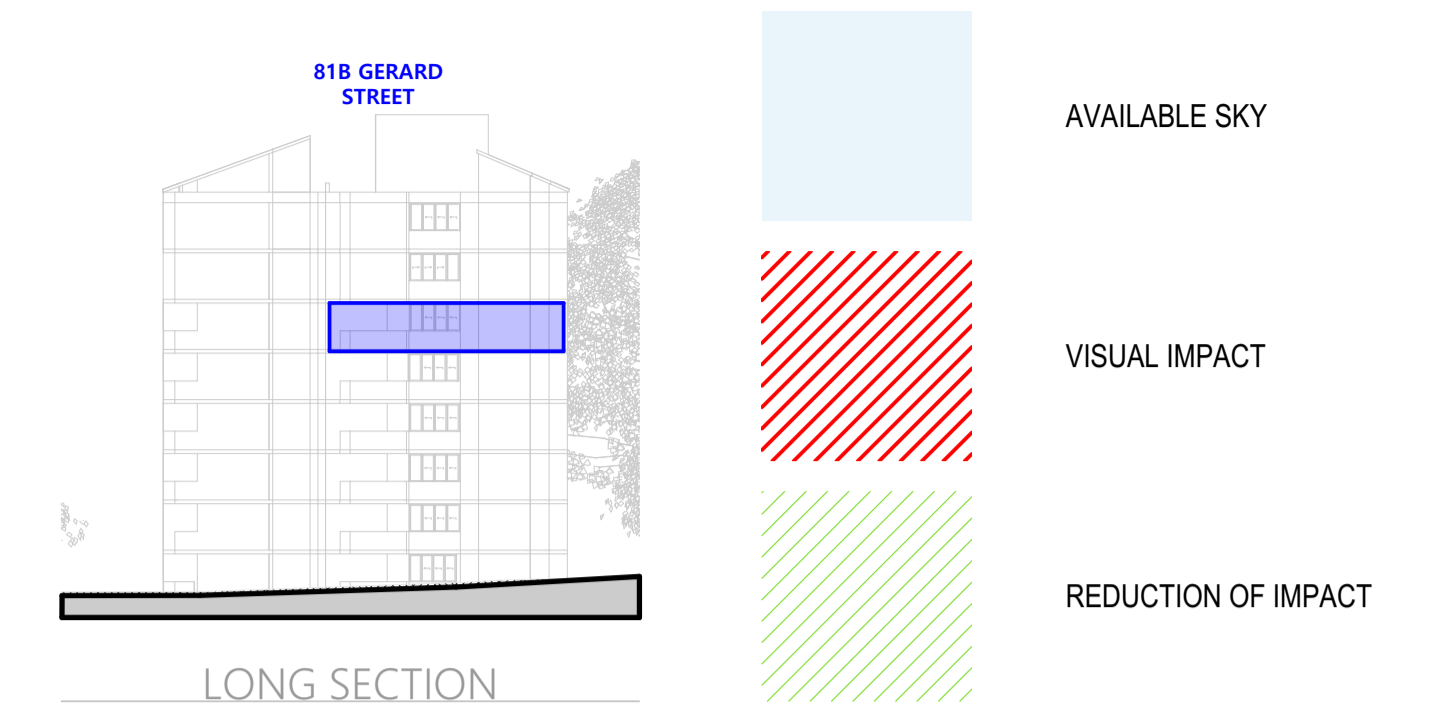 81B GERARD
STREET
LONG SECTION
AVAILABLE SKY
VISUAL IMPACT
REDUCTION OF IMPACT